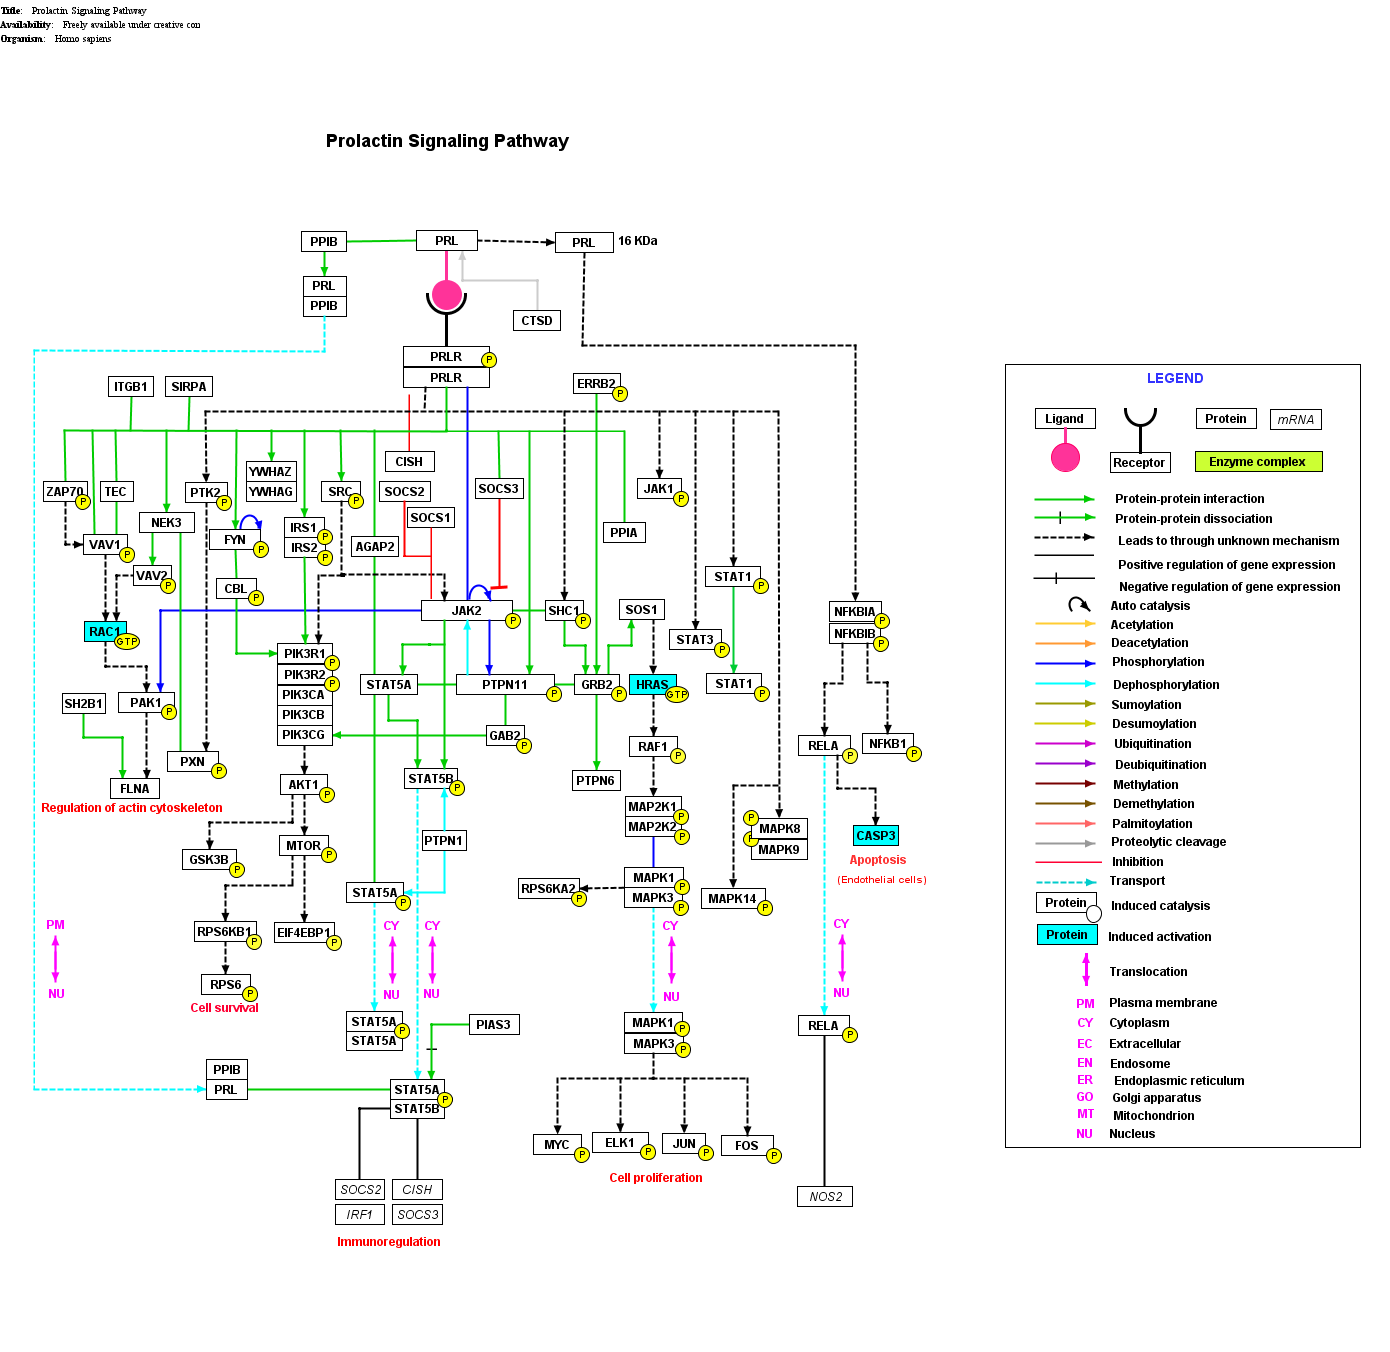 Title: Prolactin Signaling Pathway
Availability: Freely available under creative con
Organism: Homo sapiens
Prolactin Signaling Pathway
PPIB
PRL
PRL
16 KDa
PRL
PPIB
CTSD
PRLR
P
PRLR
ITGB1
SIRPA
ERRB2
P
CISH
YWHAZ
YWHAG
ZAP70
P
TEC
PTK2
P
SRC
P
SOCS2
SOCS3
JAK1
P
NEK3
SOCS1
IRS1
P
IRS2
P
FYN
P
PPIA
VAV1
P
AGAP2
VAV2
P
STAT1
P
CBL
P
JAK2
P
SHC1
P
SOS1
NFKBIA
P
NFKBIB
P
RAC1
GTP
STAT3
P
PIK3R1
P
PIK3R2
P
PIK3CA
PIK3CB
PIK3CG
STAT5A
PTPN11
P
GRB2
P
HRAS
GTP
STAT1
P
SH2B1
PAK1
P
GAB2
P
RAF1
P
RELA
P
NFKB1
P
PXN
P
FLNA
AKT1
P
STAT5B
P
PTPN6
Regulation of actin cytoskeleton
MAP2K1
P
MAP2K2
P
P
MAPK8
P
MAPK9
CASP3
Apoptosis
(Endothelial cells)
GSK3B
P
MTOR
P
PTPN1
STAT5A
P
RPS6KA2
P
MAPK1
P
MAPK3
P
MAPK14
P
PM
NU
RPS6KB1
P
EIF4EBP1
P
CY
NU
CY
NU
CY
NU
CY
NU
RPS6
P
Cell survival
STAT5A
P
STAT5A
PIAS3
MAPK1
P
MAPK3
P
RELA
P
PPIB
PRL
STAT5A
P
STAT5B
MYC
P
ELK1
P
JUN
P
FOS
P
Cell proliferation
SOCS2
CISH
IRF1
SOCS3
NOS2
Immunoregulation
LEGEND
Ligand
Receptor
Protein
mRNA
Enzyme complex
Protein-protein interaction
Protein-protein dissociation
Leads to through unknown mechanism
Positive regulation of gene expression
Negative regulation of gene expression
Auto catalysis
Acetylation
Deacetylation
Phosphorylation
Dephosphorylation
Sumoylation
Desumoylation
Ubiquitination
Deubiquitination
Methylation
Demethylation
Palmitoylation
Proteolytic cleavage
Inhibition
Transport
Protein
Induced catalysis
Protein
Induced activation
Translocation
PM Plasma membrane
CY Cytoplasm
EC Extracellular
EN Endosome
ER Endoplasmic reticulum
GO Golgi apparatus
MT Mitochondrion
NU Nucleus